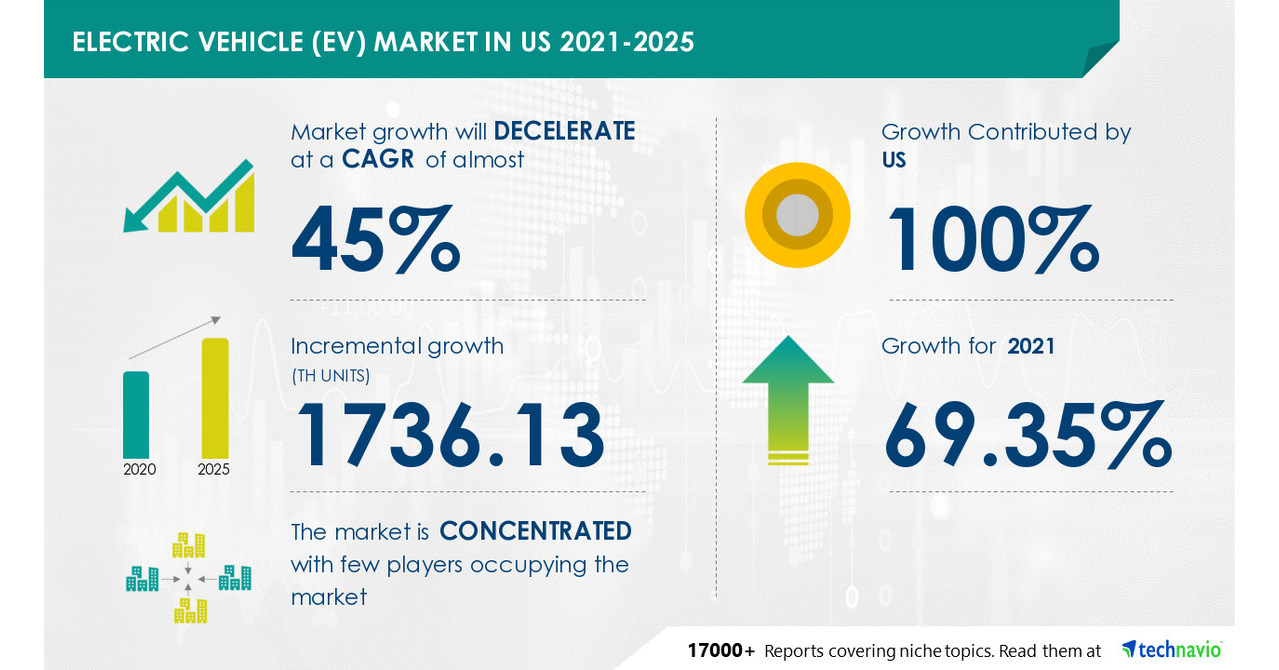 ELECTRIC VEHICLE (EV) MARKET IN US 2021-2025
Market growth will DECELERATE
at a CAGR of almost
45%
Incremental growth
(TH UNITS)
1736.13
2020
2025
The market is CONCENTRATED
with few players occupying the
market
Growth Contributed by
US
100%
Growth for 2021
69.35%
17000+ Reports covering niche topics. Read them at
technavio